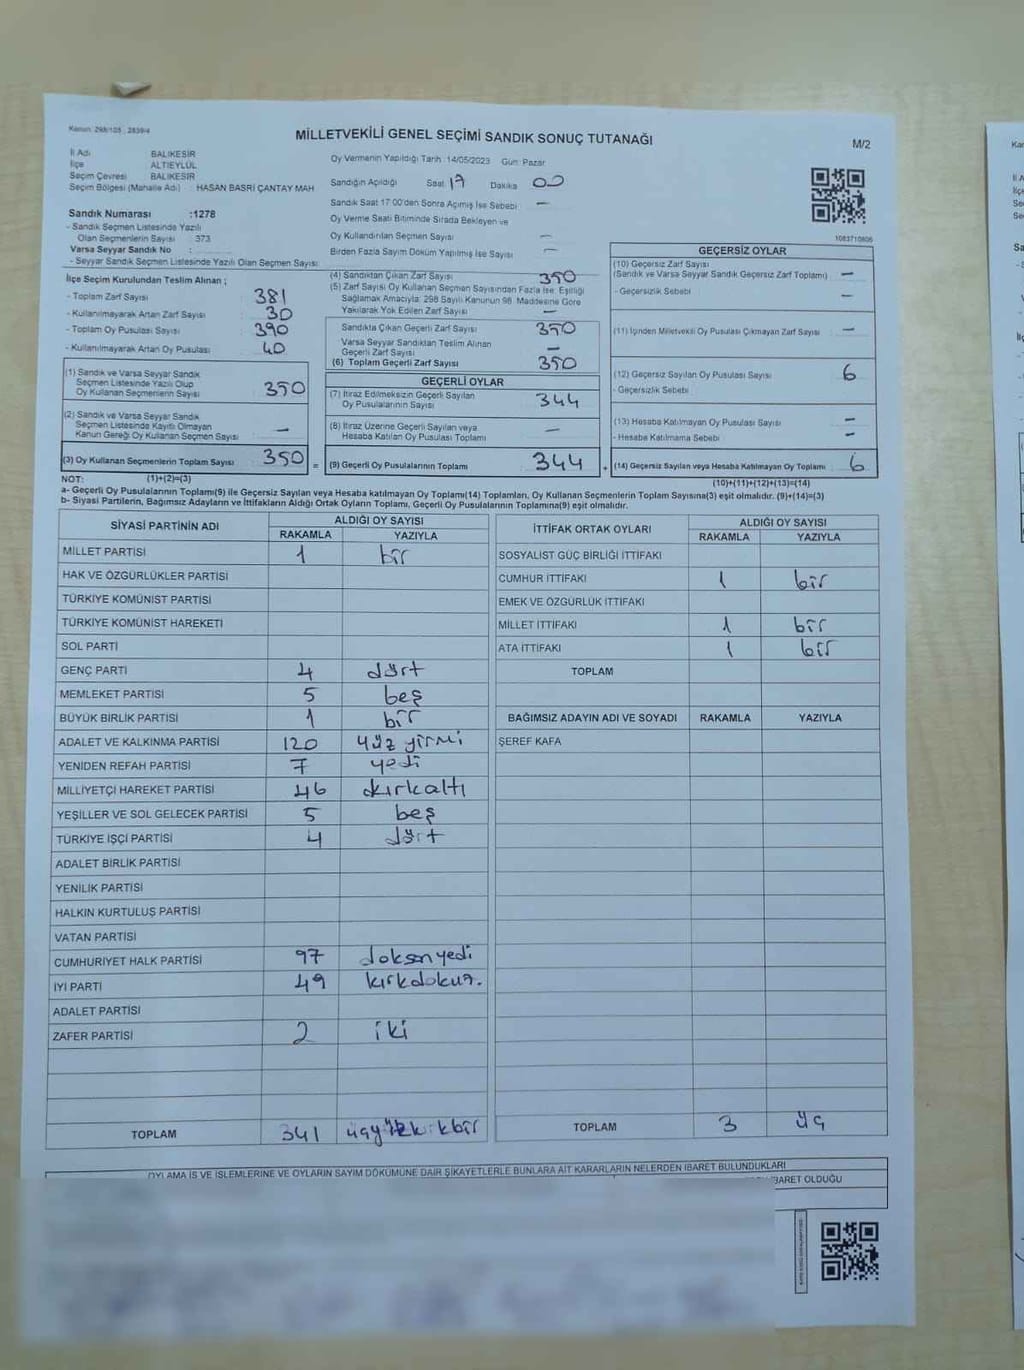 Kanun: 298/105 , 2839/4
MİLLETVEKİLİ GENEL SEÇİMİ SANDIK SONUÇ TUTANAĞI
M/2
İl Adı BALIKESİR
İlçe ALTIEYLÜL
Seçim Çevresi BALIKESİR
Seçim Bölgesi (Mahalle Adı) : HASAN BASRİ ÇANTAY MAH
Oy Vermenin Yapıldığı Tarih : 14/05/2023 Gün: Pazar
Sandığın Açıldığı Saat 17 Dakika 00
Sandık Saat 17.00'den Sonra Açılmış İse Sebebi —
Oy Verme Saati Bitiminde Sırada Bekleyen ve
Oy Kullandırılan Seçmen Sayısı —
Birden Fazla Sayım Döküm Yapılmış İse Sayısı —
1083710806
Sandık Numarası :1278
- Sandık Seçmen Listesinde Yazılı
Olan Seçmenlerin Sayısı : 373
Varsa Seyyar Sandık No :
- Seyyar Sandık Seçmen Listesinde Yazılı Olan Seçmen Sayısı:
İlçe Seçim Kurulundan Teslim Alınan ;
- Toplam Zarf Sayısı 381
- Kullanılmayarak Artan Zarf Sayısı 30
- Toplam Oy Pusulası Sayısı 390
- Kullanılmayarak Artan Oy Pusulası 40
(1) Sandık ve Varsa Seyyar Sandık
Seçmen Listesinde Yazılı Olup
Oy Kullanan Seçmenlerin Sayısı 350
(2) Sandık ve Varsa Seyyar Sandık
Seçmen Listesinde Kayıtlı Olmayan
Kanun Gereği Oy Kullanan Seçmen Sayısı —
(3) Oy Kullanan Seçmenlerin Toplam Sayısı 350
(4) Sandıktan Çıkan Zarf Sayısı 350
(5) Zarf Sayısı Oy Kullanan Seçmen Sayısından Fazla İse, Eşitliği
Sağlamak Amacıyla; 298 Sayılı Kanunun 98. Maddesine Göre
Yakılarak Yok Edilen Zarf Sayısı —
Sandıkta Çıkan Geçerli Zarf Sayısı 350
Varsa Seyyar Sandıktan Teslim Alınan
Geçerli Zarf Sayısı —
(6) Toplam Geçerli Zarf Sayısı 350
GEÇERLİ OYLAR
(7) İtiraz Edilmeksizin Geçerli Sayılan
Oy Pusulalarının Sayısı 344
(8) İtiraz Üzerine Geçerli Sayılan veya
Hesaba Katılan Oy Pusulası Toplamı —
= (9) Geçerli Oy Pusulalarının Toplamı 344
GEÇERSİZ OYLAR
(10) Geçersiz Zarf Sayısı
(Sandık ve Varsa Seyyar Sandık Geçersiz Zarf Toplamı) —
- Geçersizlik Sebebi —
(11) İçinden Milletvekili Oy Pusulası Çıkmayan Zarf Sayısı —
(12) Geçersiz Sayılan Oy Pusulası Sayısı 6
- Geçersizlik Sebebi
(13) Hesaba Katılmayan Oy Pusulası Sayısı —
- Hesaba Katılmama Sebebi —
+ (14) Geçersiz Sayılan veya Hesaba Katılmayan Oy Toplamı 6
NOT: (1)+(2)=(3)
(10)+(11)+(12)+(13)=(14)
a- Geçerli Oy Pusulalarının Toplamı(9) ile Geçersiz Sayılan veya Hesaba katılmayan Oy Toplamı(14) Toplamları, Oy Kullanan Seçmenlerin Toplam Sayısına(3) eşit olmalıdır. (9)+(14)=(3)
b- Siyasi Partilerin, Bağımsız Adayların ve İttifakların Aldığı Ortak Oyların Toplamı, Geçerli Oy Pusulalarının Toplamına(9) eşit olmalıdır.
SİYASİ PARTİNİN ADI ALDIĞI OY SAYISI
RAKAMLA YAZIYLA
MİLLET PARTİSİ 1 bir
HAK VE ÖZGÜRLÜKLER PARTİSİ
TÜRKİYE KOMÜNİST PARTİSİ
TÜRKİYE KOMÜNİST HAREKETİ
SOL PARTİ
GENÇ PARTİ 4 dört
MEMLEKET PARTİSİ 5 beş
BÜYÜK BİRLİK PARTİSİ 1 bir
ADALET VE KALKINMA PARTİSİ 120 yüz yirmi
YENİDEN REFAH PARTİSİ 7 yedi
MİLLİYETÇİ HAREKET PARTİSİ 46 kırkaltı
YEŞİLLER VE SOL GELECEK PARTİSİ 5 beş
TÜRKİYE İŞÇİ PARTİSİ 4 dört
ADALET BİRLİK PARTİSİ
YENİLİK PARTİSİ
HALKIN KURTULUŞ PARTİSİ
VATAN PARTİSİ
CUMHURİYET HALK PARTİSİ 97 doksanyedi
İYİ PARTİ 49 kırkdokuz.
ADALET PARTİSİ
ZAFER PARTİSİ 2 iki
TOPLAM 341
İTTİFAK ORTAK OYLARI ALDIĞI OY SAYISI
RAKAMLA YAZIYLA
SOSYALİST GÜÇ BİRLİĞİ İTTİFAKI
CUMHUR İTTİFAKI 1 bir
EMEK VE ÖZGÜRLÜK İTTİFAKI
MİLLET İTTİFAKI 1 bir
ATA İTTİFAKI 1 bir
TOPLAM
BAĞIMSIZ ADAYIN ADI VE SOYADI RAKAMLA YAZIYLA
ŞEREF KAFA
TOPLAM 3 üç
OYLAMA İŞ VE İŞLEMLERİNE VE OYLARIN SAYIM DÖKÜMÜNE DAİR ŞİKAYETLERLE BUNLARA AİT KARARLARIN NELERDEN İBARET BULUNDUKLARI
İBARET OLDUĞU